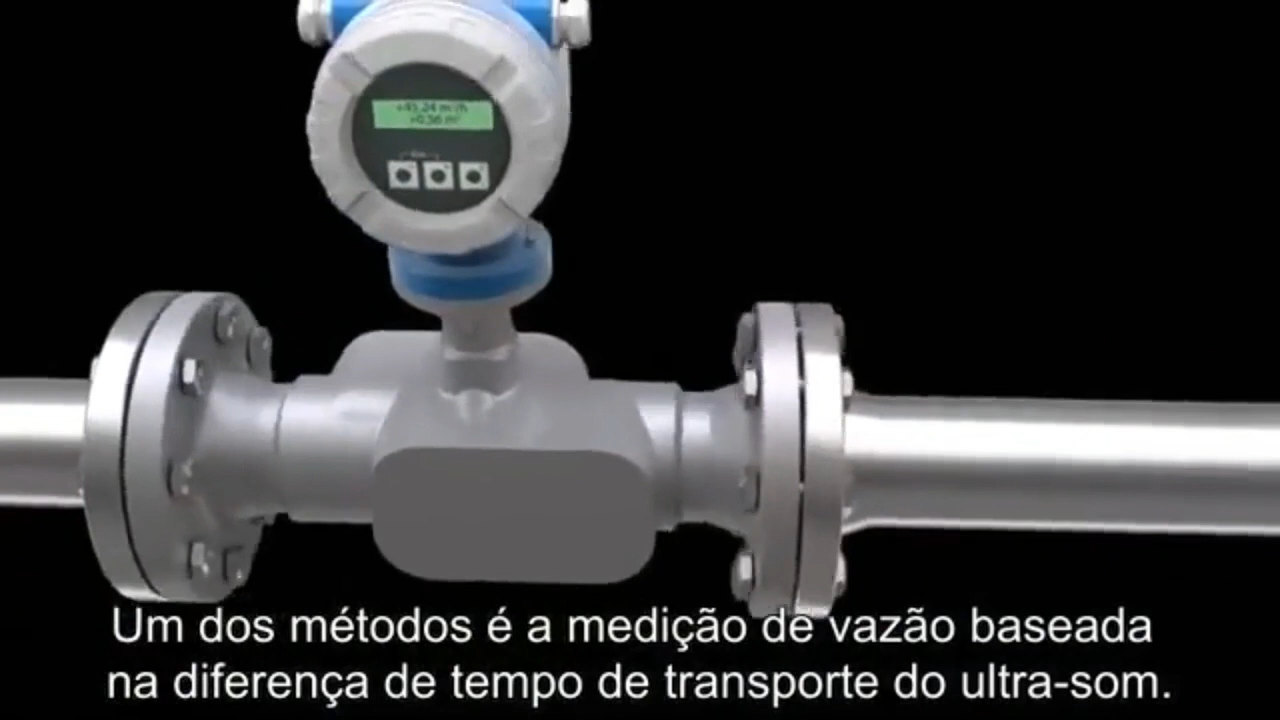 Um dos métodos é a medição de vazão baseada
na diferença de tempo de transporte do ultra-som.